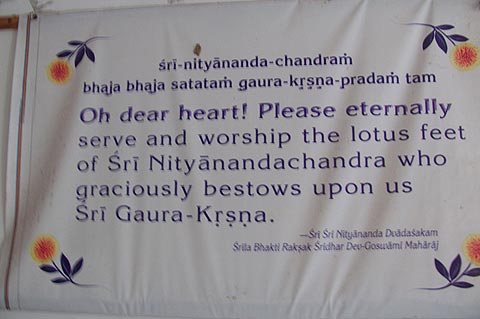 śrī-nityānanda-chandraṁ
bhaja bhaja satataṁ gaura-kṛṣṇa-pradaṁ tam
Oh dear heart! Please eternally
serve and worship the lotus feet
of Śrī Nityānandachandra who
graciously bestows upon us
Śrī Gaura-Kṛṣṇa.
—Śrī Śrī Nityānanda Dvādaśakam
Śrīla Bhakti Rakṣak Śrīdhar Dev-Goswāmī Mahārāj